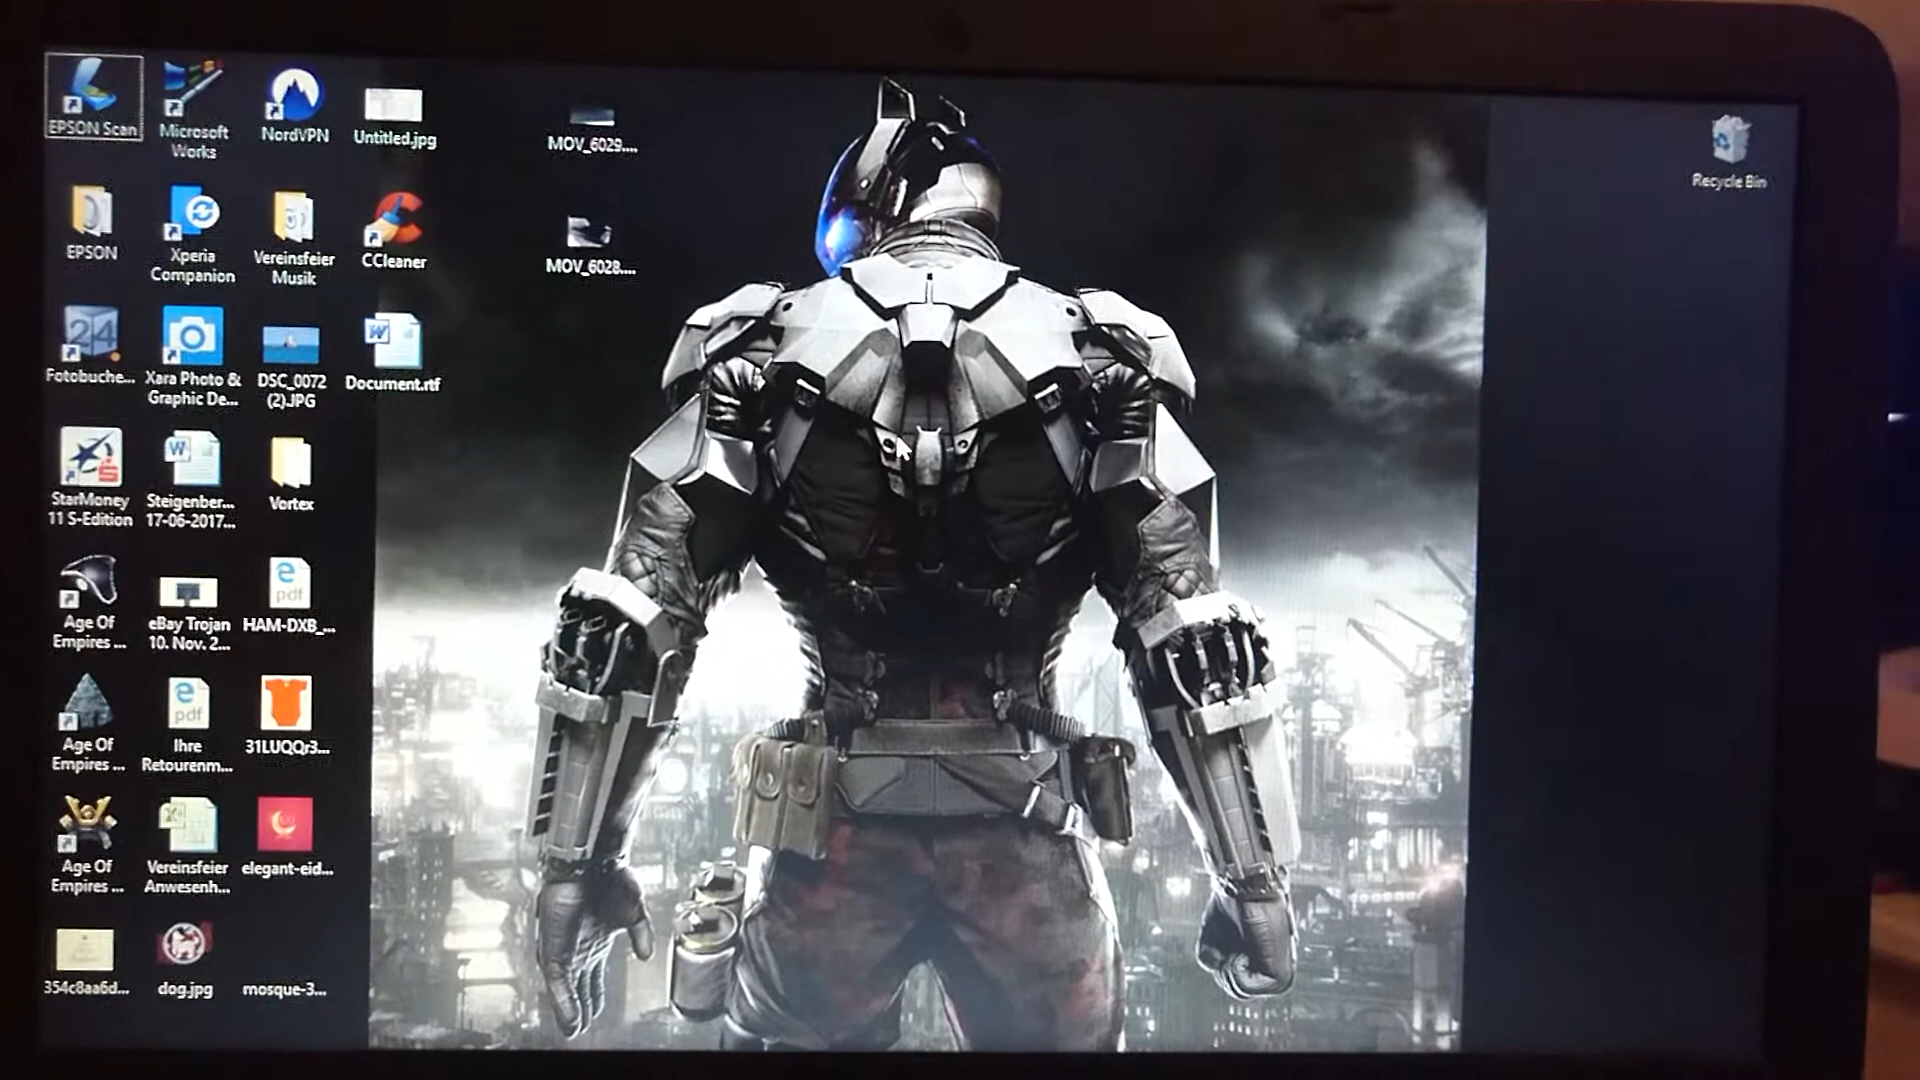 EPSON Scan
Microsoft
Works
NordVPN
Untitled.jpg
MOV_6029....
Recycle Bin
EPSON
Xperia
Companion
Vereinsfeier
Musik
CCleaner
MOV_6028....
24
Fotobuche...
Xara Photo &
Graphic De...
DSC_0072
(2).JPG
W
Document.rtf
StarMoney
11 S-Edition
W
Steigenber...
17-06-2017...
Vortex
Age Of
Empires ...
eBay Trojan
10. Nov. 2...
e
pdf
HAM-DXB_...
Age Of
Empires ...
e
pdf
Ihre
Retourenm...
31LUQQr3...
Age Of
Empires ...
Vereinsfeier
Anwesenh...
elegant-eid...
354c8aa6d...
dog.jpg
mosque-3...